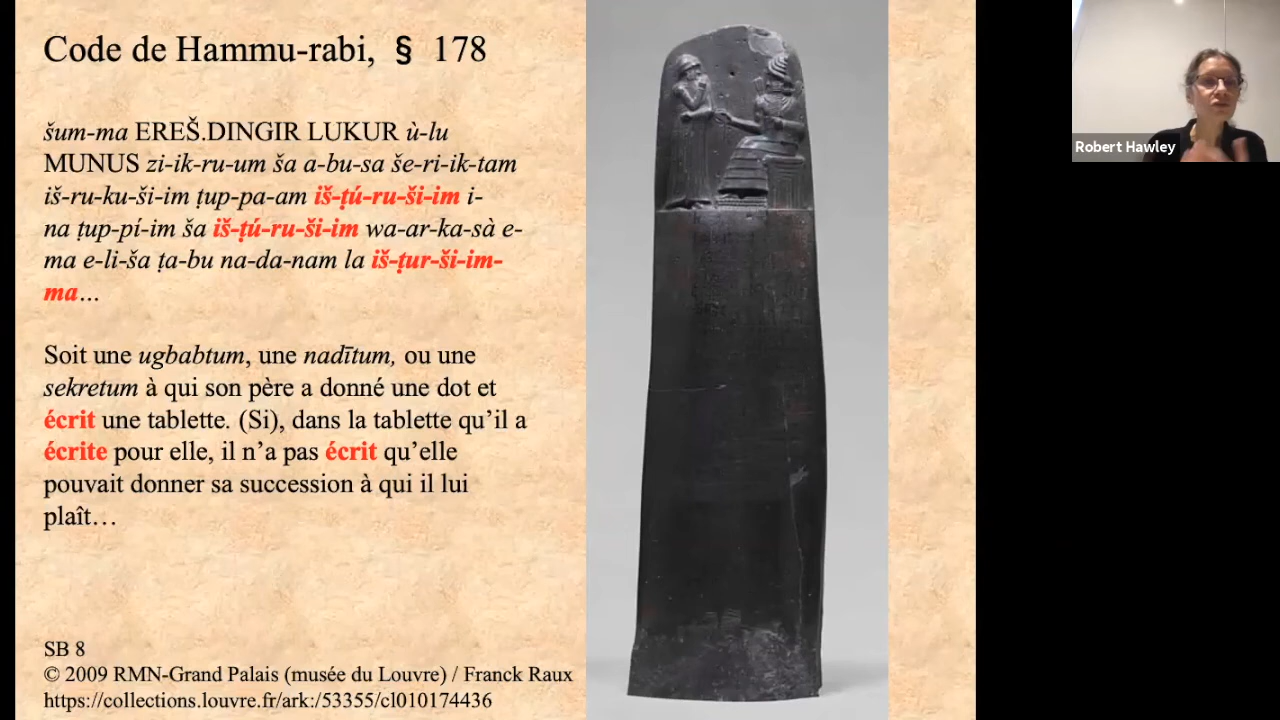 Code de Hammu-rabi, § 178
šum-ma EREŠ.DINGIR LUKUR ù-lu
MUNUS zi-ik-ru-um ša a-bu-sa še-ri-ik-tam
iš-ru-ku-ši-im ṭup-pa-am iš-ṭú-ru-ši-im i-
na ṭup-pí-im ša iš-ṭú-ru-ši-im wa-ar-ka-sà e-
ma e-li-ša ṭa-bu na-da-nam la iš-ṭur-ši-im-
ma…
Soit une ugbabtum, une nadītum, ou une
sekretum à qui son père a donné une dot et
écrit une tablette. (Si), dans la tablette qu’il a
écrite pour elle, il n’a pas écrit qu’elle
pouvait donner sa succession à qui il lui
plaît…
SB 8
© 2009 RMN-Grand Palais (musée du Louvre) / Franck Raux
https://collections.louvre.fr/ark:/53355/cl010174436
Robert Hawley